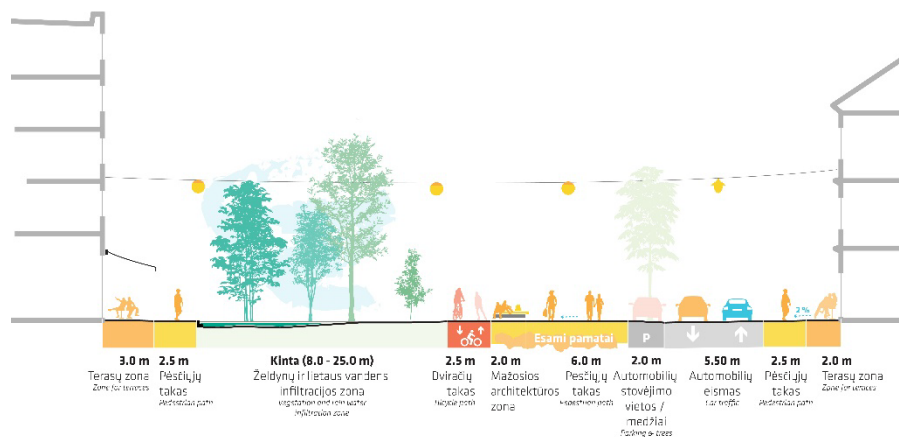 2%
Esami pamatai
P
3.0 m
Terasų zona
Zone for terraces
2.5 m
Pėsčiųjų
takas
Pedestrian path
Kinta (8.0 - 25.0 m)
Želdynų ir lietaus vandens
infiltracijos zona
Vegetation and rain water
infiltration zone
2.5 m
Dviračių
takas
Bicycle path
2.0 m
Mažosios
architektūros
zona
6.0 m
Pesčiųjų
takas
Pedestrian path
2.0 m
Automobilių
stovėjimo
vietos /
medžiai
Parking & trees
5.50 m
Automobilių
eismas
Car traffic
2.5 m
Pėsčiųjų
takas
Pedestrian path
2.0 m
Terasų zona
Zone for terraces